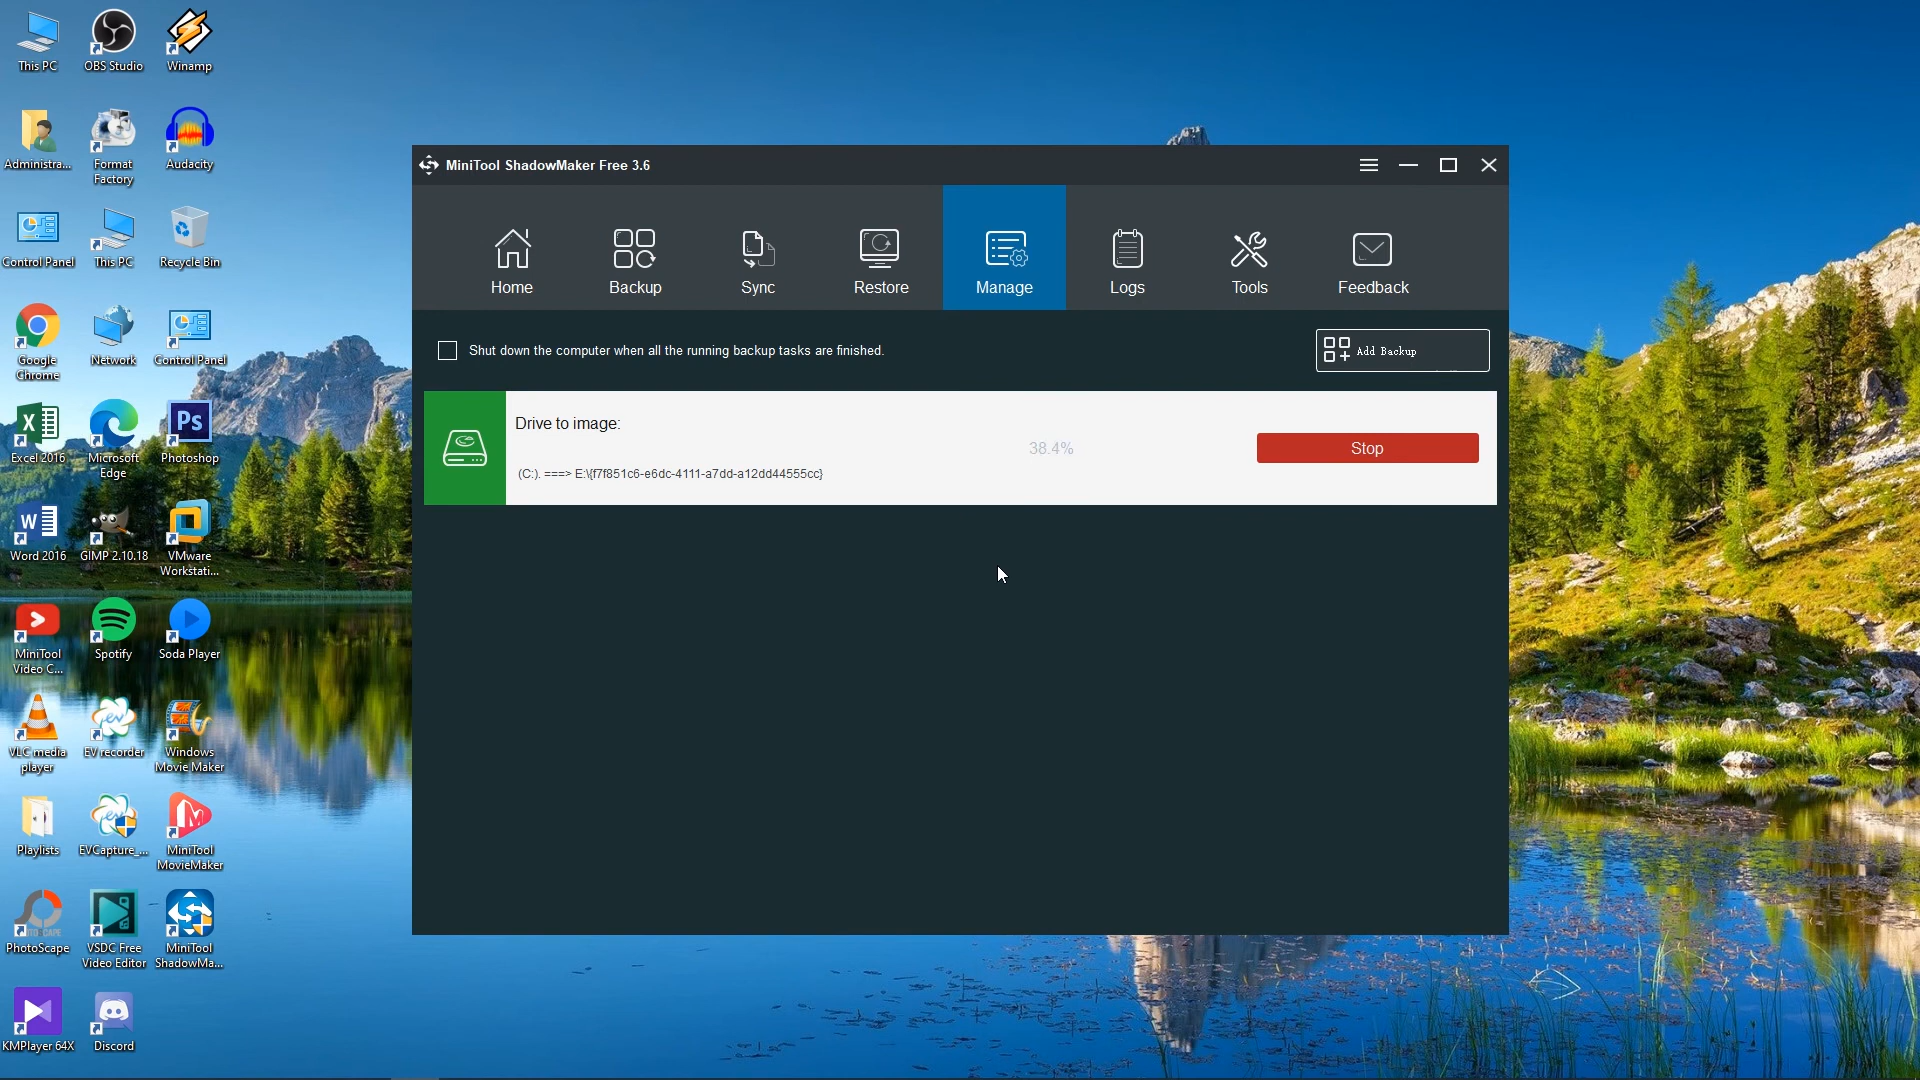 This PC
OBS Studio
Winamp
Administra...
Format
Factory
Audacity
Control Panel
This PC
Recycle Bin
Google
Chrome
Network
Control Panel
Excel 2016
Microsoft
Edge
Ps
Photoshop
Word 2016
GIMP 2.10.18
VMware
Workstati...
MiniTool
Video C...
Spotify
Soda Player
VLC media
player
EV recorder
Windows
Movie Maker
Playlists
EVCapture_...
MiniTool
MovieMaker
PhotoScape
VSDC Free
Video Editor
MiniTool
ShadowMa...
KMPlayer 64X
Discord
MiniTool ShadowMaker Free 3.6
Home
Backup
Sync
Restore
Manage
Logs
Tools
Feedback
Shut down the computer when all the running backup tasks are finished.
Add Backup
Drive to image:
38.4%
Stop
(C:). ===> E:\{f7f851c6-e6dc-4111-a7dd-a12dd44555cc}